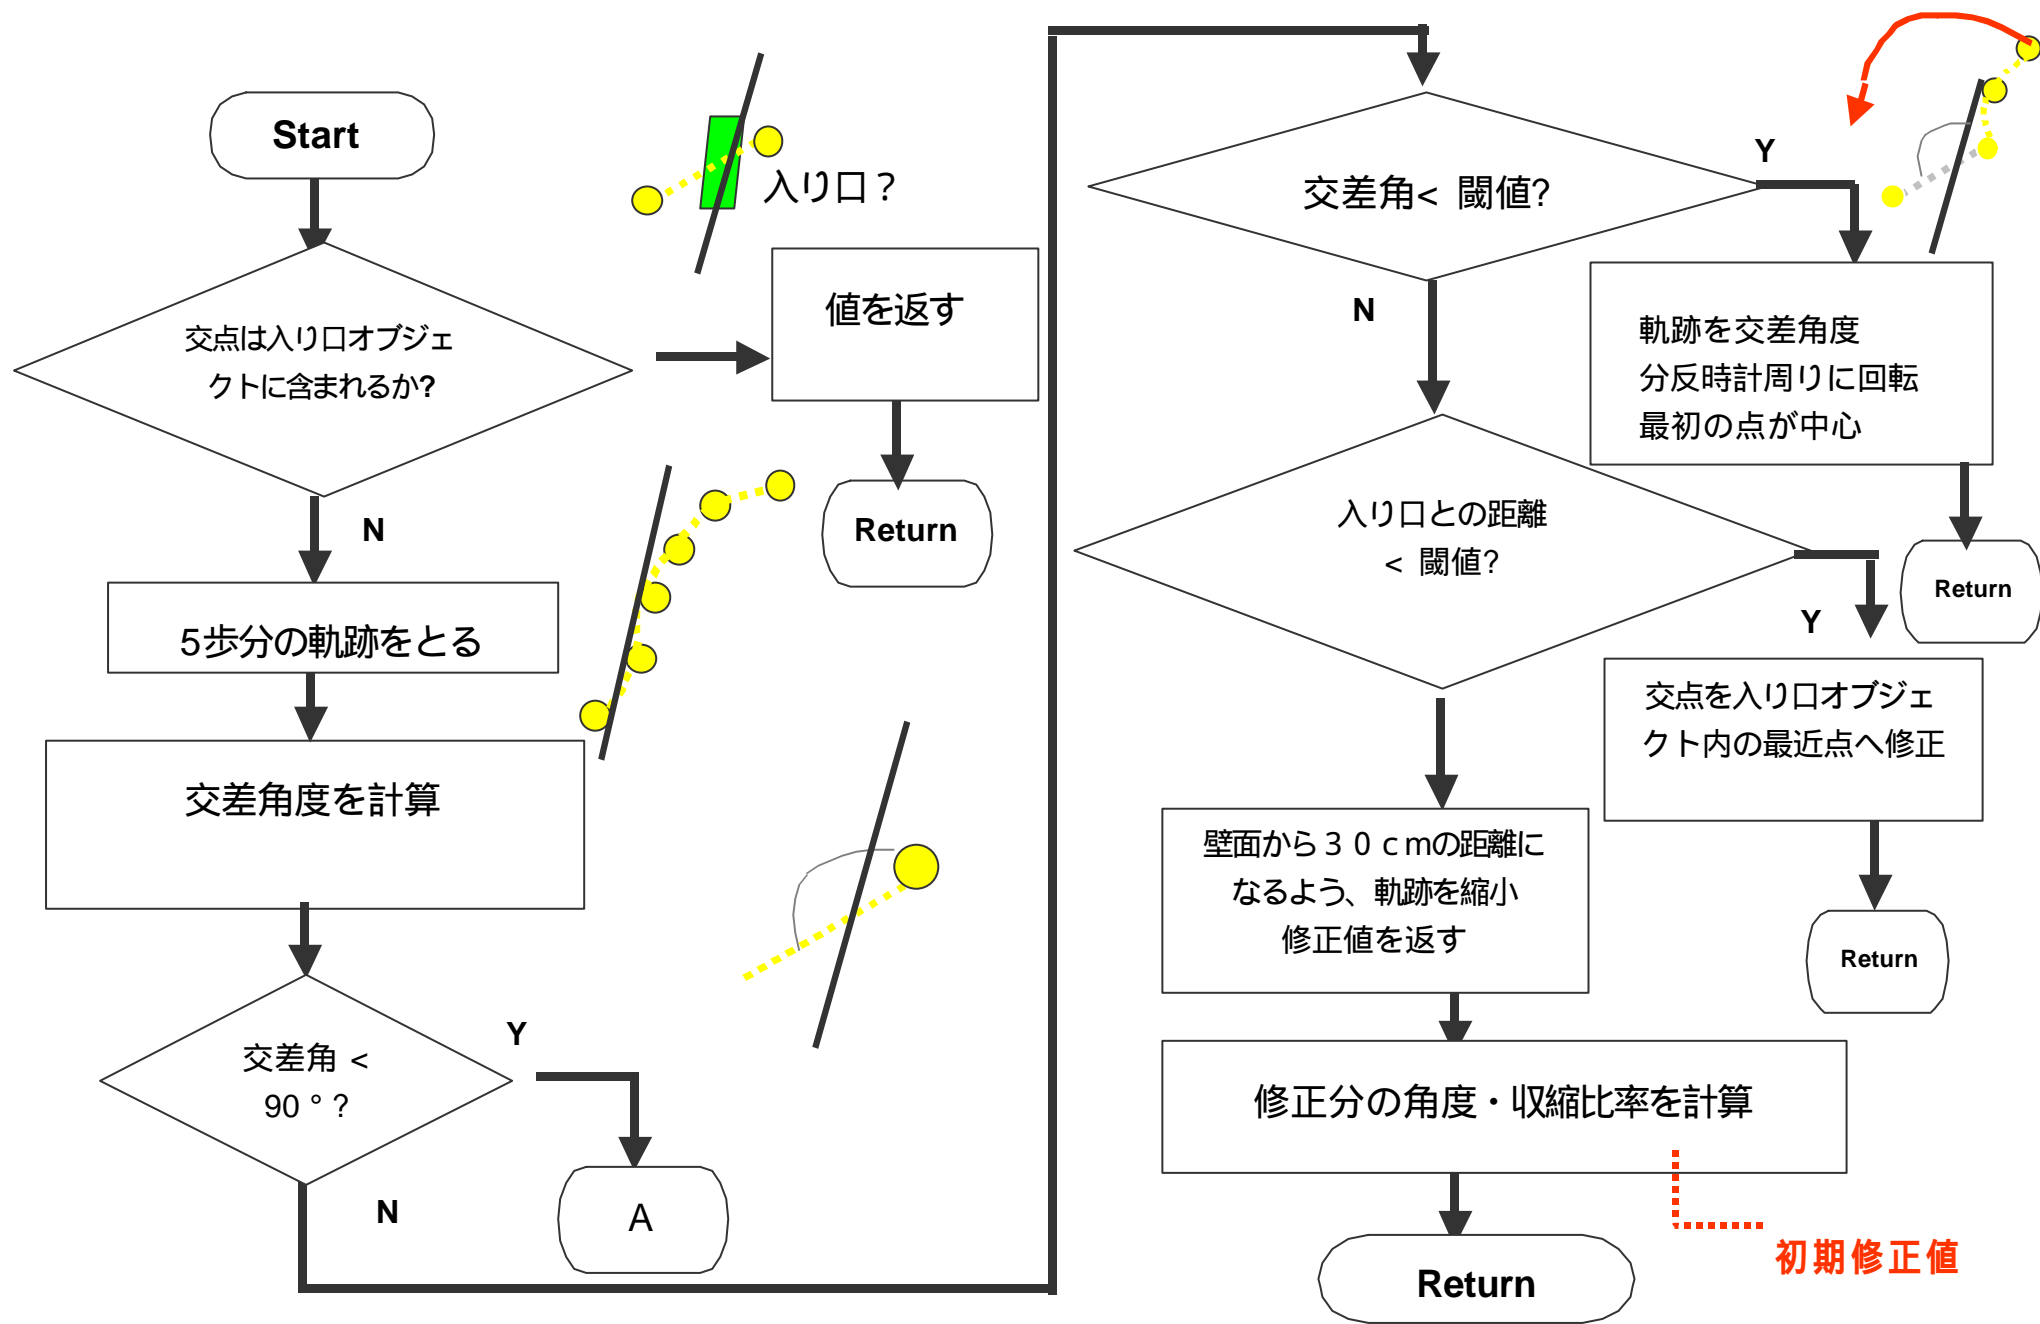 Start
入り口？
交点は入り口オブジェ
クトに含まれるか?
値を返す
Return
N
5歩分の軌跡をとる
交差角度を計算
交差角 <
90 °?
Y
A
N
交差角< 閾値?
Y
N
軌跡を交差角度
分反時計周りに回転
最初の点が中心
Return
入り口との距離
< 閾値?
Y
交点を入り口オブジェ
クト内の最近点へ修正
Return
壁面から３０ｃｍの距離に
なるよう、軌跡を縮小
修正値を返す
修正分の角度・収縮比率を計算
初期修正値
Return